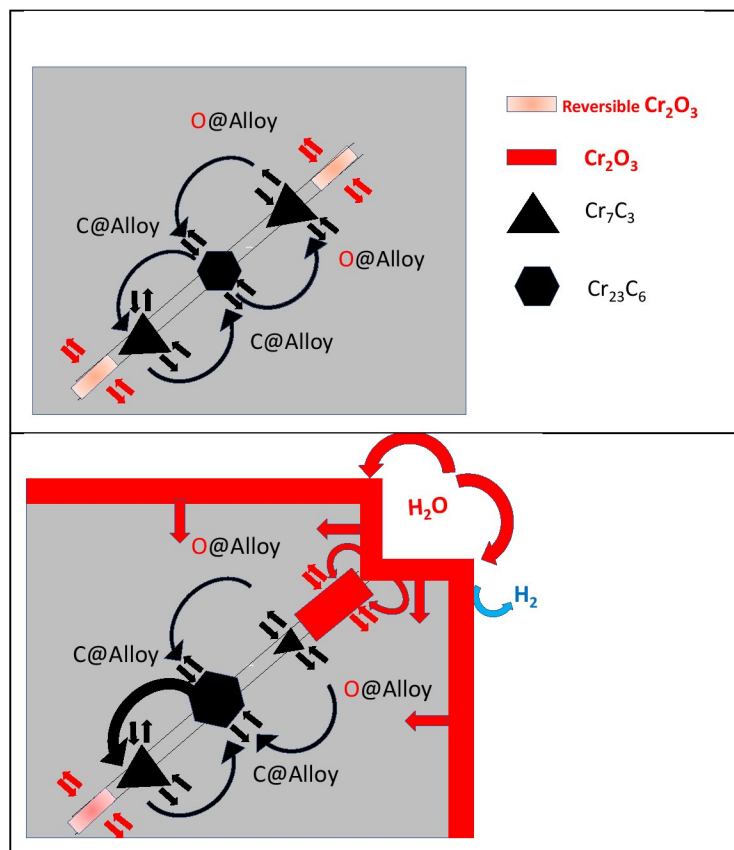 O@Alloy
Reversible Cr₂O₃
Cr₂O₃
C@Alloy
Cr₇C₃
O@Alloy
Cr₂₃C₆
C@Alloy
H₂O
O@Alloy
H₂
C@Alloy
O@Alloy
C@Alloy